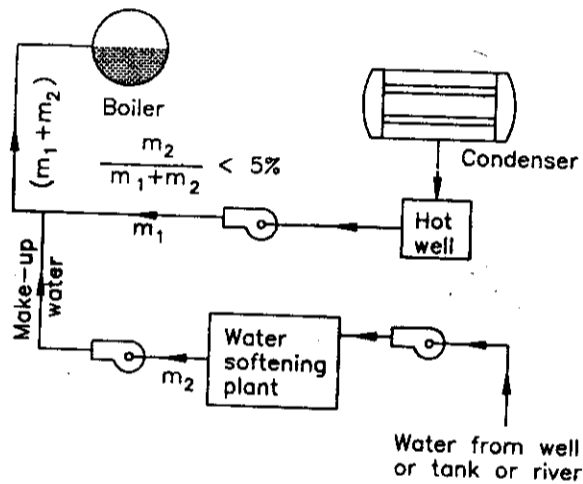 Boiler
(m₁+m₂)
m₂
m₁+m₂
< 5%
Condenser
Hot
well
m₁
Make-up
water
Water
softening
plant
m₂
Water from well
or tank or river